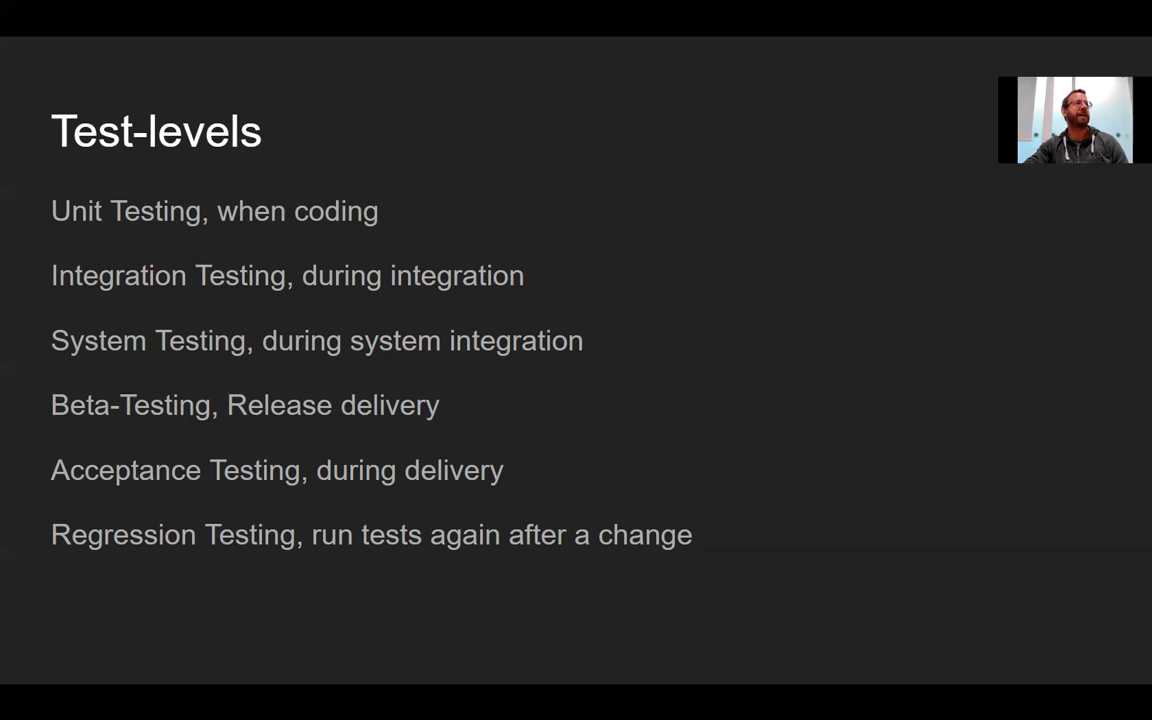 Test-levels
Unit Testing, when coding
Integration Testing, during integration
System Testing, during system integration
Beta-Testing, Release delivery
Acceptance Testing, during delivery
Regression Testing, run tests again after a change